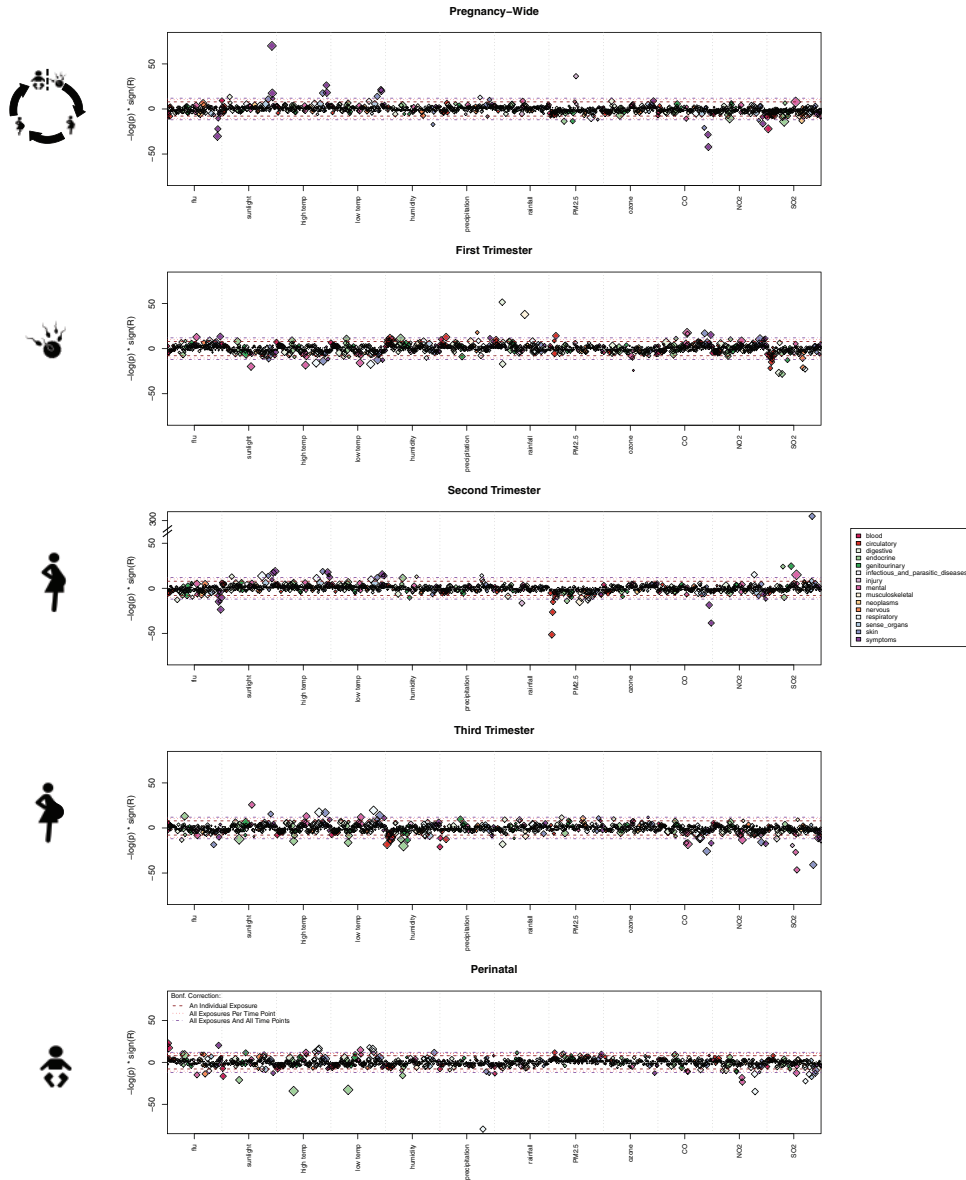 Pregnancy–Wide
−log(p) * sign(R)
50
0
−50
flu
sunlight
high temp
low temp
humidity
precipitation
rainfall
PM2.5
ozone
CO
NO2
SO2
First Trimester
−log(p) * sign(R)
50
0
−50
flu
sunlight
high temp
low temp
humidity
precipitation
rainfall
PM2.5
ozone
CO
NO2
SO2
Second Trimester
−log(p) * sign(R)
300
50
0
−50
flu
sunlight
high temp
low temp
humidity
precipitation
rainfall
PM2.5
ozone
CO
NO2
SO2
blood
circulatory
digestive
endocrine
genitourinary
infectious_and_parasitic_diseases
injury
mental
musculoskeletal
neoplasms
nervous
respiratory
sense_organs
skin
symptoms
Third Trimester
−log(p) * sign(R)
50
0
−50
flu
sunlight
high temp
low temp
humidity
precipitation
rainfall
PM2.5
ozone
CO
NO2
SO2
Perinatal
Bonf. Correction:
An Individual Exposure
All Exposures Per Time Point
All Exposures And All Time Points
−log(p) * sign(R)
50
0
−50
flu
sunlight
high temp
low temp
humidity
precipitation
rainfall
PM2.5
ozone
CO
NO2
SO2